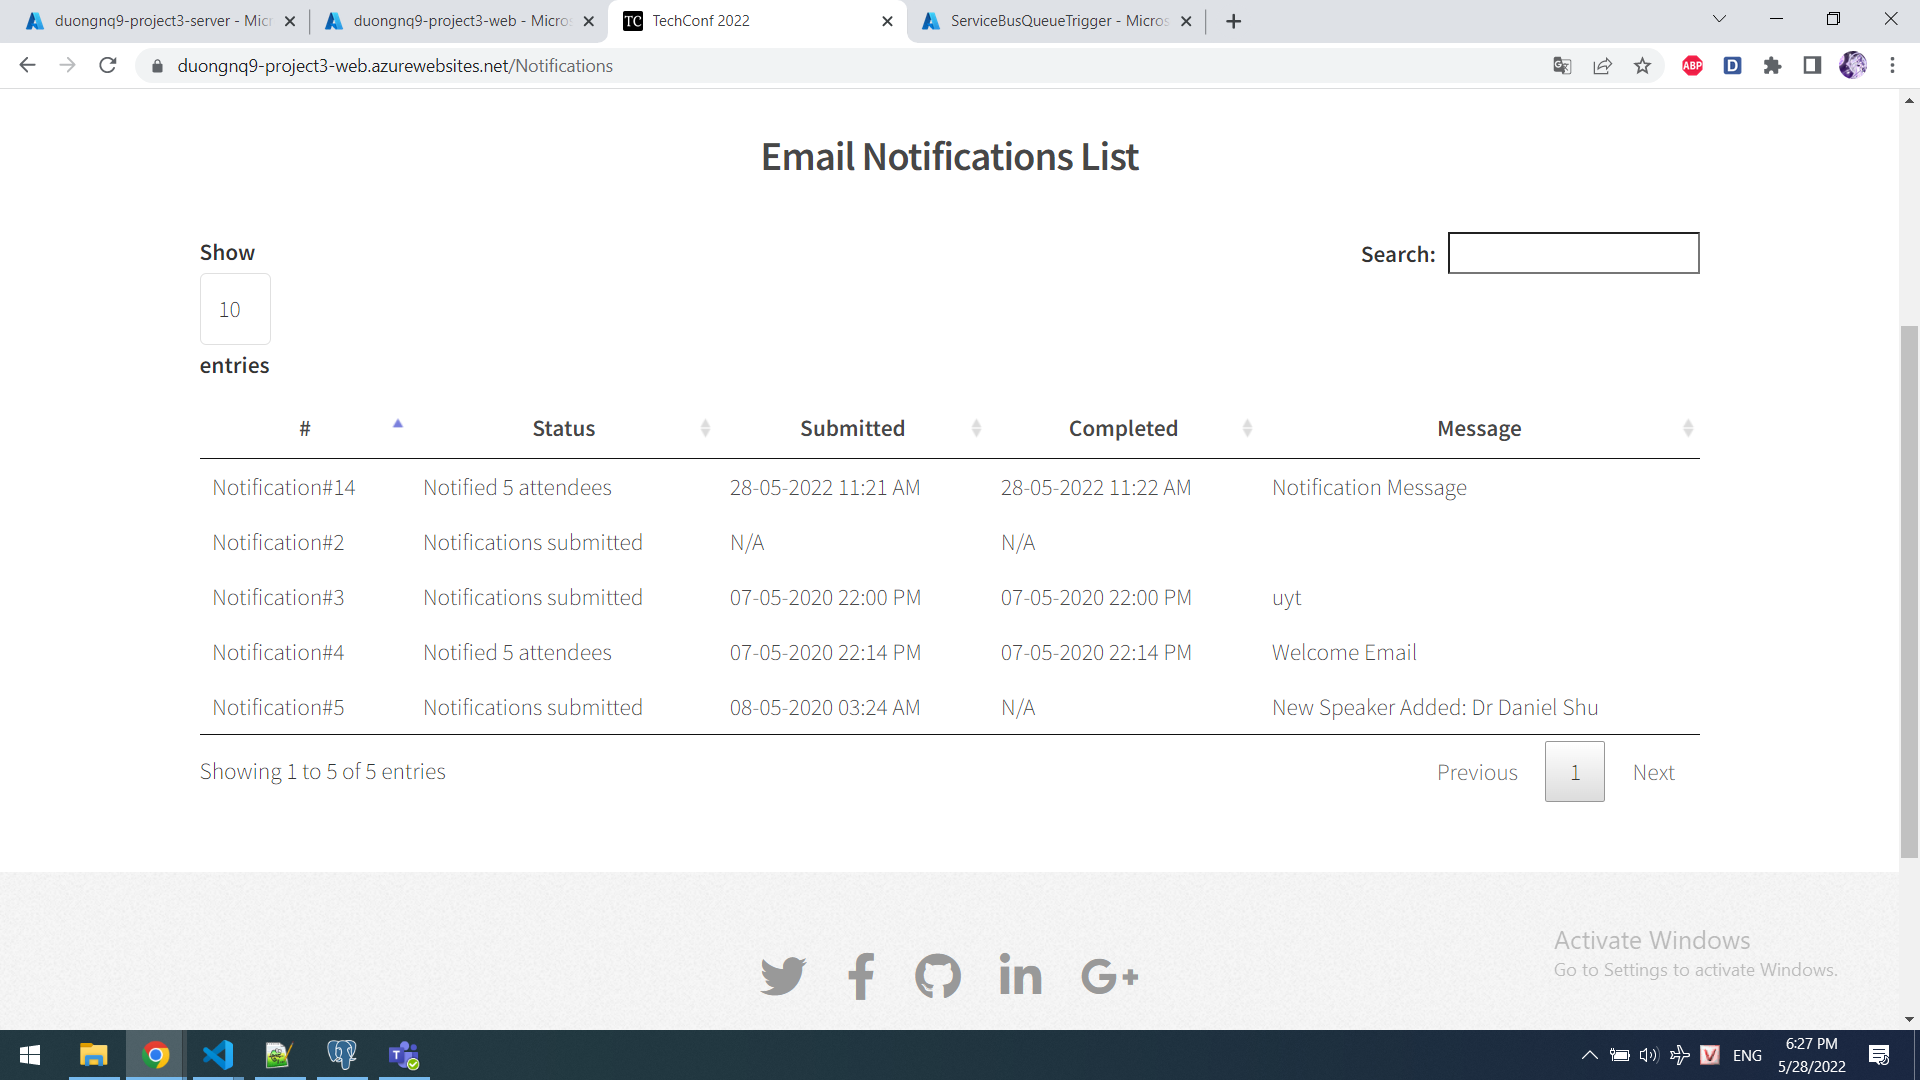 duongnq9-project3-server - Micr
duongnq9-project3-web - Micros
TC TechConf 2022
ServiceBusQueueTrigger - Micros
duongnq9-project3-web.azurewebsites.net/Notifications
ABP
D
Email Notifications List
Show
10
entries
Search:
# Status Submitted Completed Message
Notification#14 Notified 5 attendees 28-05-2022 11:21 AM 28-05-2022 11:22 AM Notification Message
Notification#2 Notifications submitted N/A N/A
Notification#3 Notifications submitted 07-05-2020 22:00 PM 07-05-2020 22:00 PM uyt
Notification#4 Notified 5 attendees 07-05-2020 22:14 PM 07-05-2020 22:14 PM Welcome Email
Notification#5 Notifications submitted 08-05-2020 03:24 AM N/A New Speaker Added: Dr Daniel Shu
Showing 1 to 5 of 5 entries
Previous 1 Next
Activate Windows
Go to Settings to activate Windows.
V ENG
6:27 PM
5/28/2022